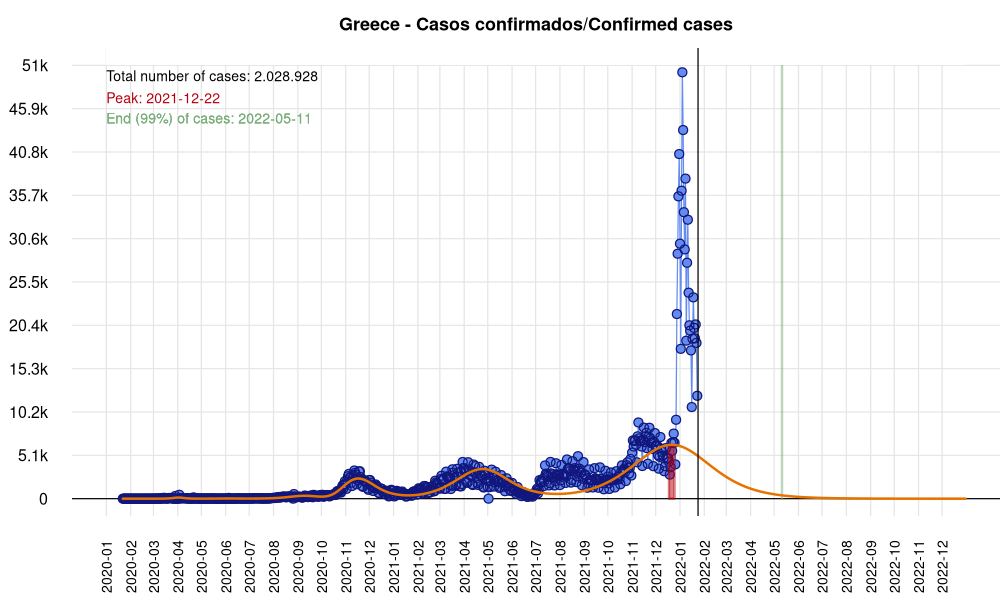 Greece - Casos confirmados/Confirmed cases
Total number of cases: 2.028.928
Peak: 2021-12-22
End (99%) of cases: 2022-05-11
51k
45.9k
40.8k
35.7k
30.6k
25.5k
20.4k
15.3k
10.2k
5.1k
0
2020-01
2020-02
2020-03
2020-04
2020-05
2020-06
2020-07
2020-08
2020-09
2020-10
2020-11
2020-12
2021-01
2021-02
2021-03
2021-04
2021-05
2021-06
2021-07
2021-08
2021-09
2021-10
2021-11
2021-12
2022-01
2022-02
2022-03
2022-04
2022-05
2022-06
2022-07
2022-08
2022-09
2022-10
2022-11
2022-12